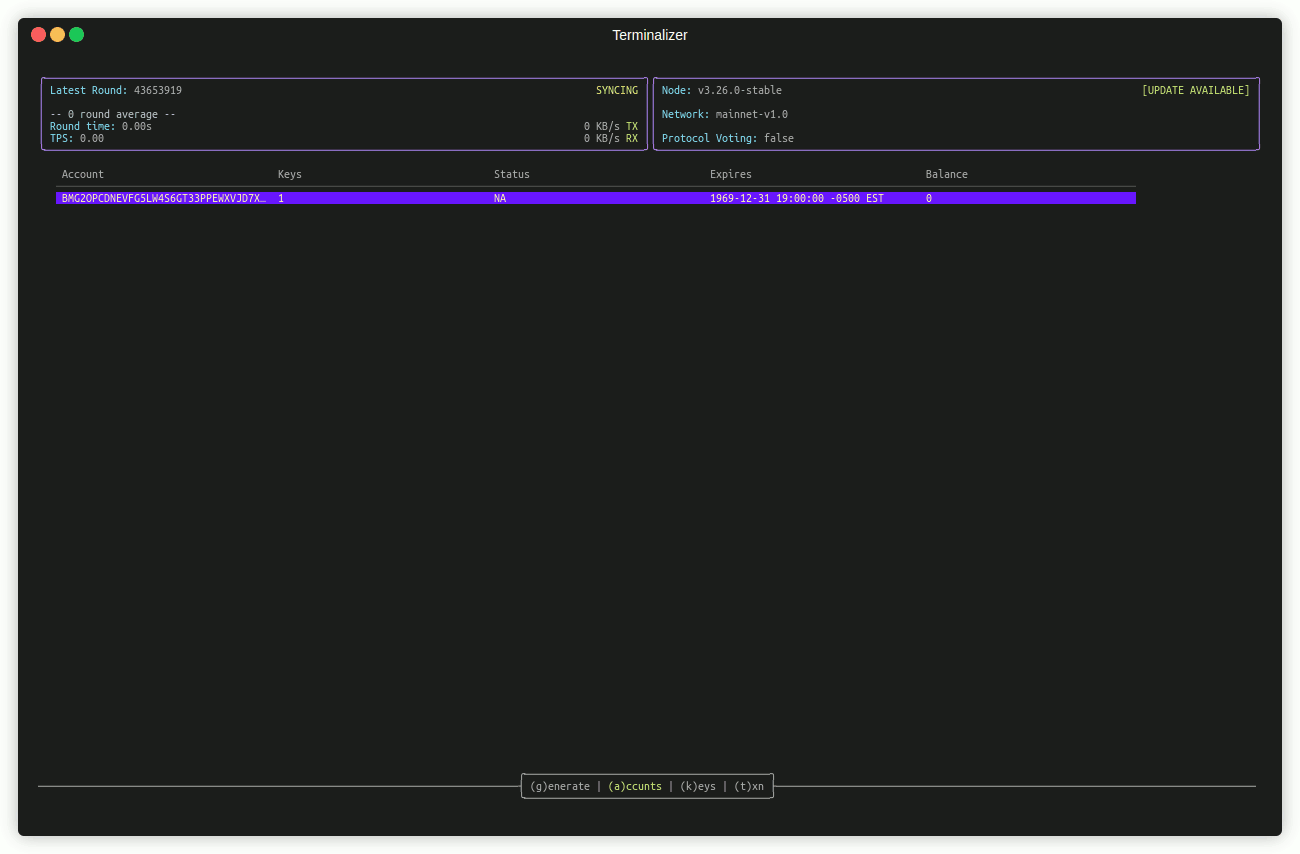 Terminalizer
Latest Round: 43653919 SYNCING
-- 0 round average --
Round time: 0.00s 0 KB/s TX
TPS: 0.00 0 KB/s RX
Node: v3.26.0-stable [UPDATE AVAILABLE]
Network: mainnet-v1.0
Protocol Voting: false
Account Keys Status Expires Balance
BMG2OPCDNEVFG5LW4S6GT33PPEWXVJD7X… 1 NA 1969-12-31 19:00:00 -0500 EST 0
(g)enerate | (a)ccunts | (k)eys | (t)xn